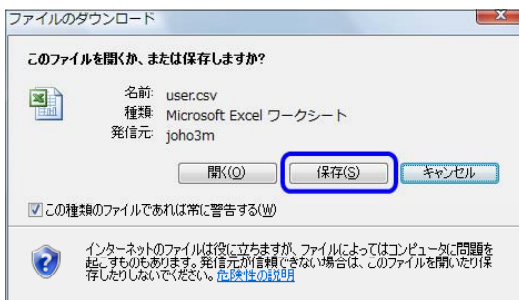 ファイルのダウンロード
このファイルを開くか、または保存しますか?
名前: user.csv
種類: Microsoft Excel ワークシート
発信元: joho3m
開く(O) 保存(S) キャンセル
この種類のファイルであれば常に警告する(W)
インターネットのファイルは役に立ちますが、ファイルによってはコンピュータに問題を
起こすものもあります。発信元が信頼できない場合は、このファイルを開いたり保
存したりしないでください。危険性の説明